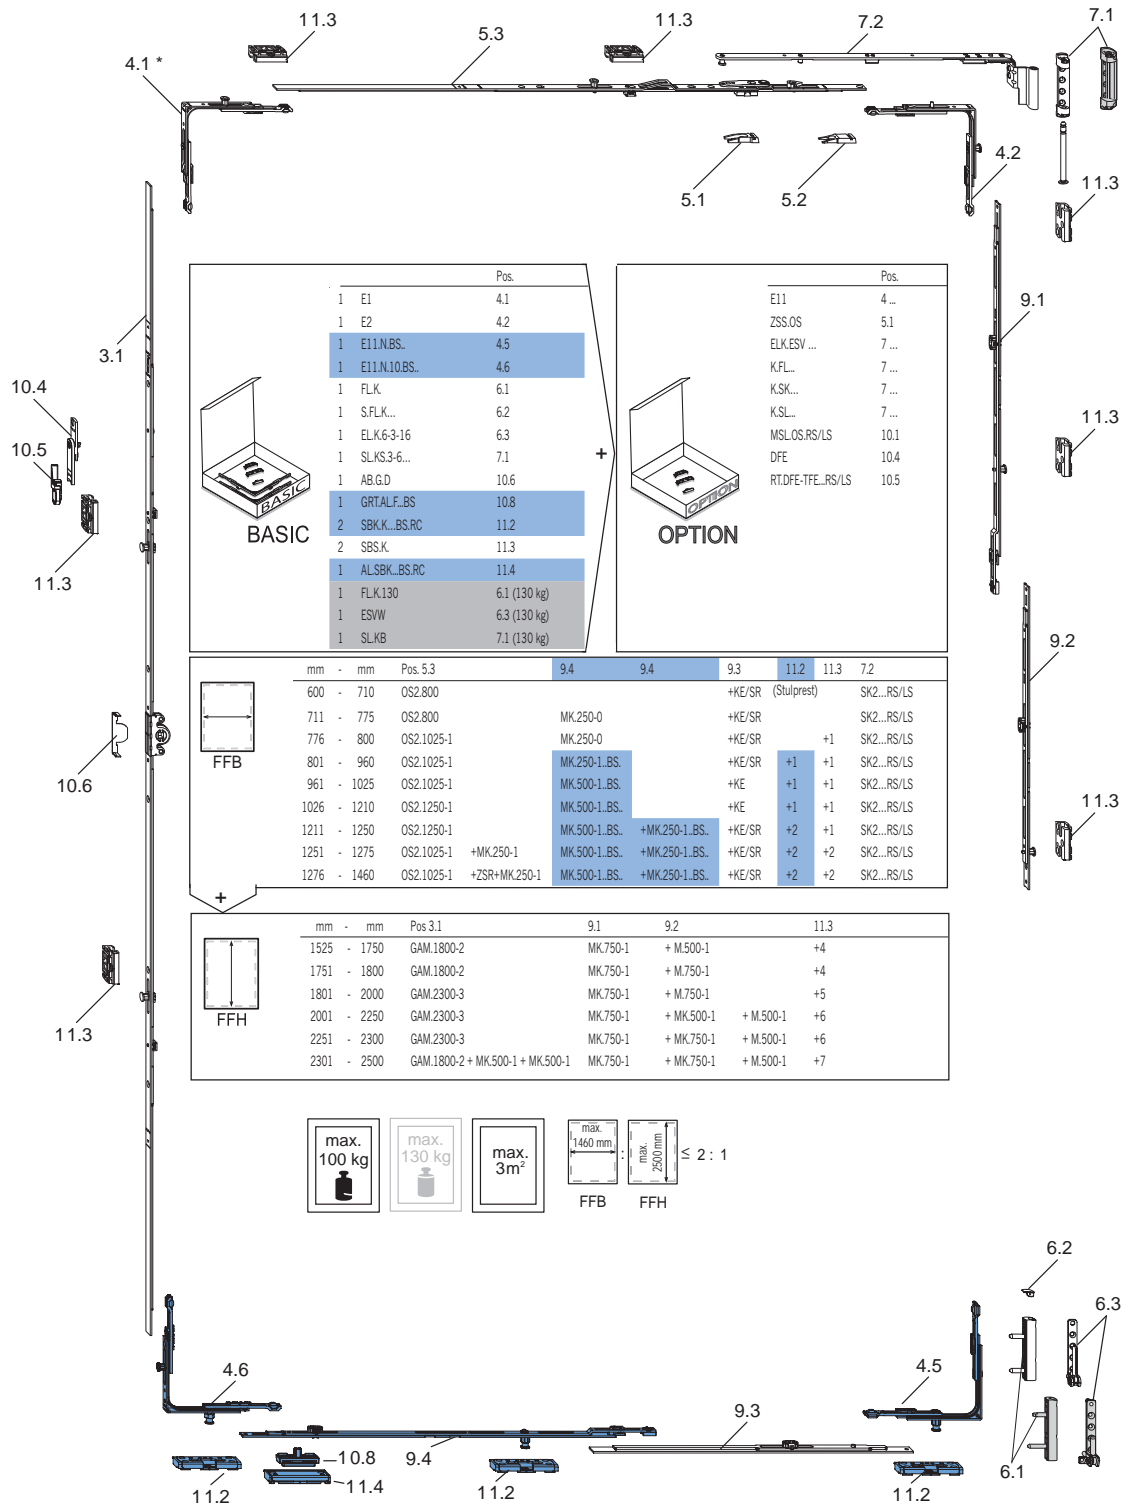 11.3
5.3
11.3
7.2
7.1
4.1 *
5.1
5.2
4.2
11.3
Pos.
1 E1 4.1
1 E2 4.2
1 E11.N.BS.. 4.5
1 E11.N.10.BS.. 4.6
1 FL.K. 6.1
1 S.FL.K... 6.2
1 EL.K.6-3-16 6.3
1 SL.KS.3-6... 7.1
1 AB.G.D 10.6
1 GRT.AL.F...BS 10.8
2 SBK.K...BS.RC 11.2
2 SBS.K. 11.3
1 AL.SBK...BS.RC 11.4
1 FL.K.130 6.1 (130 kg)
1 ESVW 6.3 (130 kg)
1 SL.KB 7.1 (130 kg)
BASIC
BASIC
+
Pos.
E11 4 ...
ZSS.OS 5.1
ELK.ESV ... 7 ...
K.FL... 7 ...
K.SK... 7 ...
K.SL... 7 ...
MSL.OS.RS/LS 10.1
DFE 10.4
RT.DFE-TFE...RS/LS 10.5
OPTION
OPTION
3.1
10.4
10.5
11.3
10.6
11.3
9.1
11.3
9.2
11.3
mm - mm Pos. 5.3 9.4 9.4 9.3 11.2 11.3 7.2
600 - 710 OS2.800 +KE/SR (Stulprest) SK2...RS/LS
711 - 775 OS2.800 MK.250-0 +KE/SR SK2...RS/LS
776 - 800 OS2.1025-1 MK.250-0 +KE/SR +1 SK2...RS/LS
801 - 960 OS2.1025-1 MK.250-1..BS. +KE/SR +1 +1 SK2...RS/LS
961 - 1025 OS2.1025-1 MK.500-1..BS. +KE +1 +1 SK2...RS/LS
1026 - 1210 OS2.1250-1 MK.500-1..BS.. +KE +1 +1 SK2...RS/LS
1211 - 1250 OS2.1250-1 MK.500-1..BS.. +MK.250-1..BS.. +KE/SR +2 +1 SK2...RS/LS
1251 - 1275 OS2.1025-1 +MK.250-1 MK.500-1..BS.. +MK.250-1..BS.. +KE/SR +2 +2 SK2...RS/LS
1276 - 1460 OS2.1025-1 +ZSR+MK.250-1 MK.500-1..BS.. +MK.250-1..BS.. +KE/SR +2 +2 SK2...RS/LS
FFB
+
mm - mm Pos 3.1 9.1 9.2 11.3
1525 - 1750 GAM.1800-2 MK.750-1 + M.500-1 +4
1751 - 1800 GAM.1800-2 MK.750-1 + M.750-1 +4
1801 - 2000 GAM.2300-3 MK.750-1 + M.750-1 +5
2001 - 2250 GAM.2300-3 MK.750-1 + MK.500-1 + M.500-1 +6
2251 - 2300 GAM.2300-3 MK.750-1 + MK.750-1 + M.500-1 +6
2301 - 2500 GAM.1800-2 + MK.500-1 + MK.500-1 MK.750-1 + MK.750-1 + M.500-1 +7
FFH
max.
100 kg
max.
130 kg
max.
3m²
max.
1460 mm
FFB
:
max.
2500 mm
FFH
≤ 2 : 1
6.2
6.3
6.1
4.6
4.5
9.3
9.4
10.8
11.4
11.2
11.2
11.2